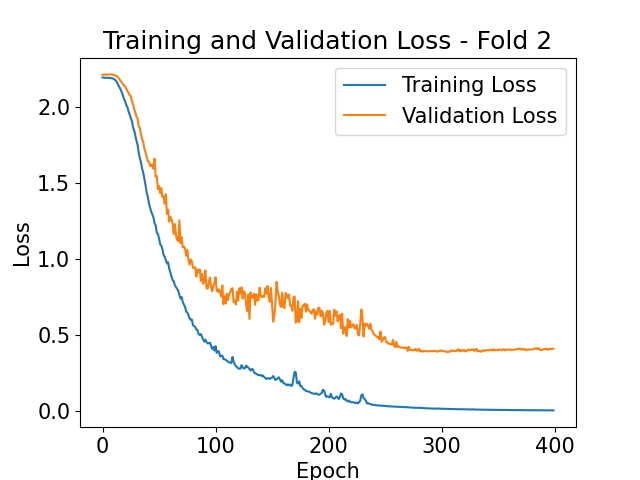 Training and Validation Loss - Fold 2
Training Loss
Validation Loss
Loss
2.0
1.5
1.0
0.5
0.0
0
100
200
300
400
Epoch